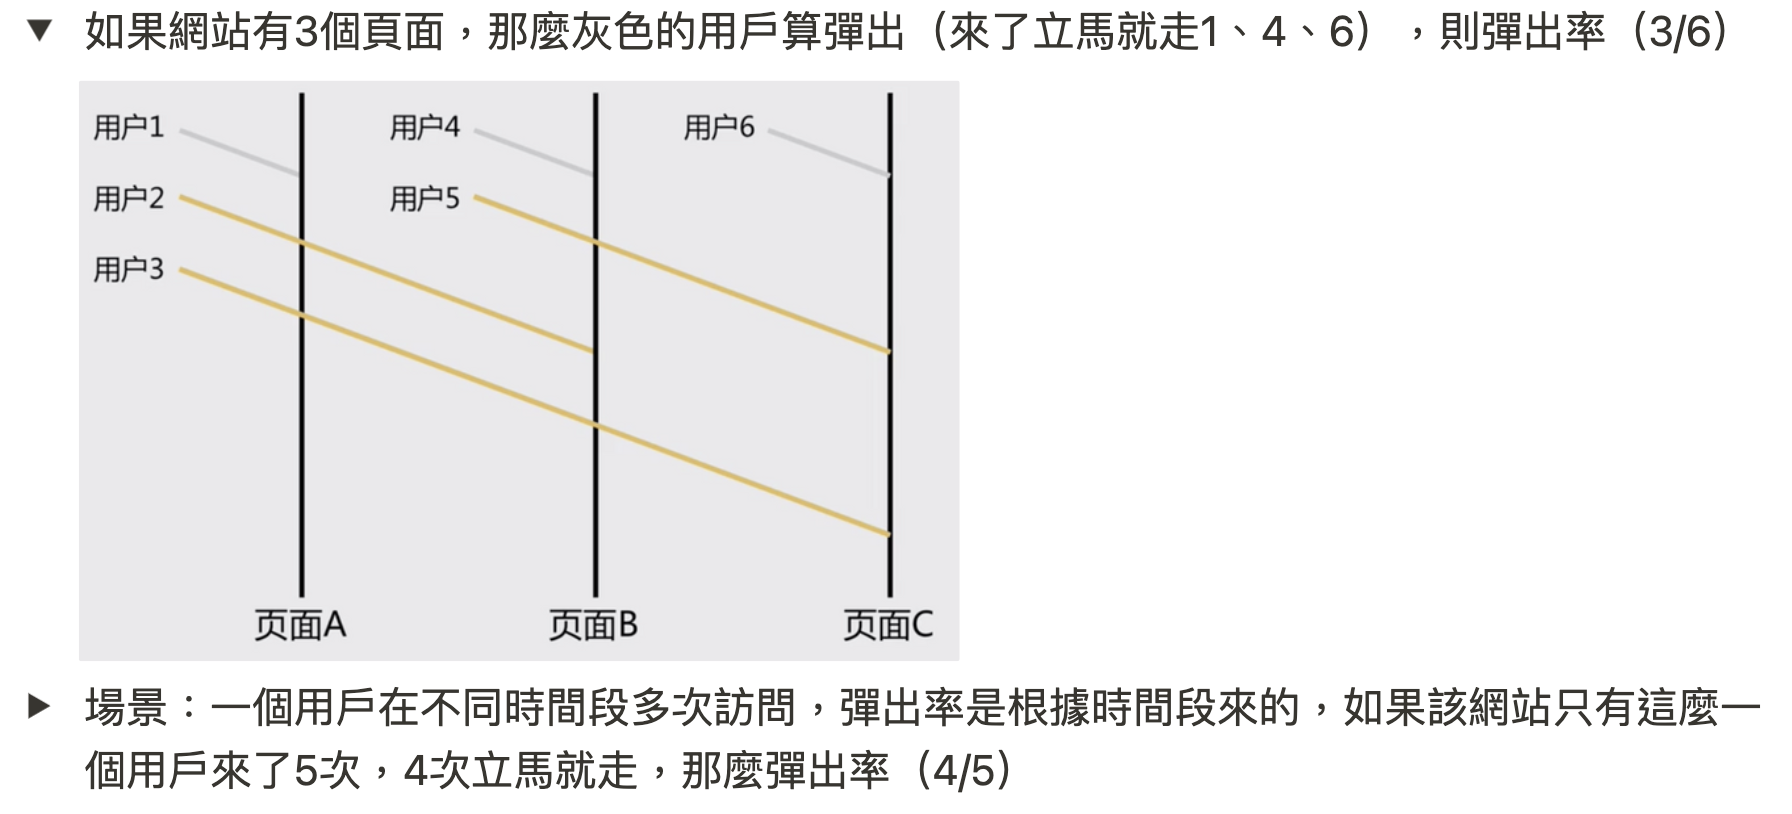 如果網站有3個頁面，那麼灰色的用戶算彈出（來了立馬就走1、4、6），則彈出率（3/6）
用户1 用户4 用户6
用户2 用户5
用户3
页面A 页面B 页面C
場景：一個用戶在不同時間段多次訪問，彈出率是根據時間段來的，如果該網站只有這麼一
個用戶來了5次，4次立馬就走，那麼彈出率（4/5）